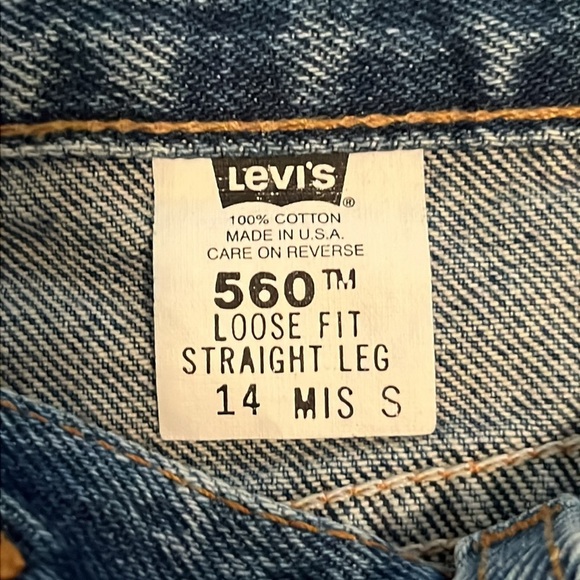 Levi's ®
100% COTTON
MADE IN U.S.A.
CARE ON REVERSE
560™
LOOSE FIT
STRAIGHT LEG
14 MIS S